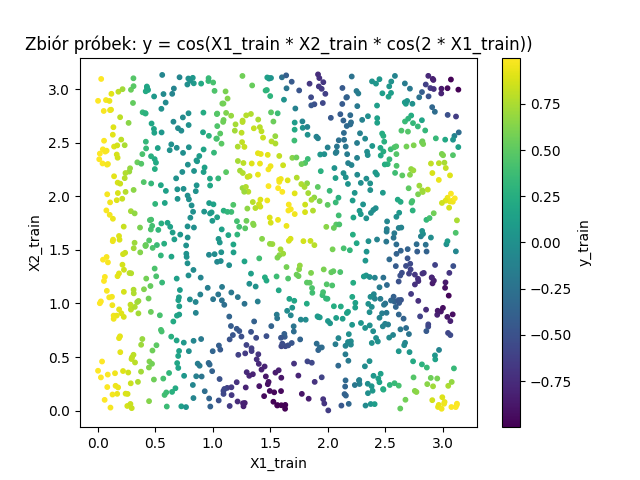 Zbiór próbek: y = cos(X1_train * X2_train * cos(2 * X1_train))
3.0
2.5
2.0
1.5
1.0
0.5
0.0
X2_train
0.0 0.5 1.0 1.5 2.0 2.5 3.0
X1_train
0.75
0.50
0.25
0.00
−0.25
−0.50
−0.75
y_train